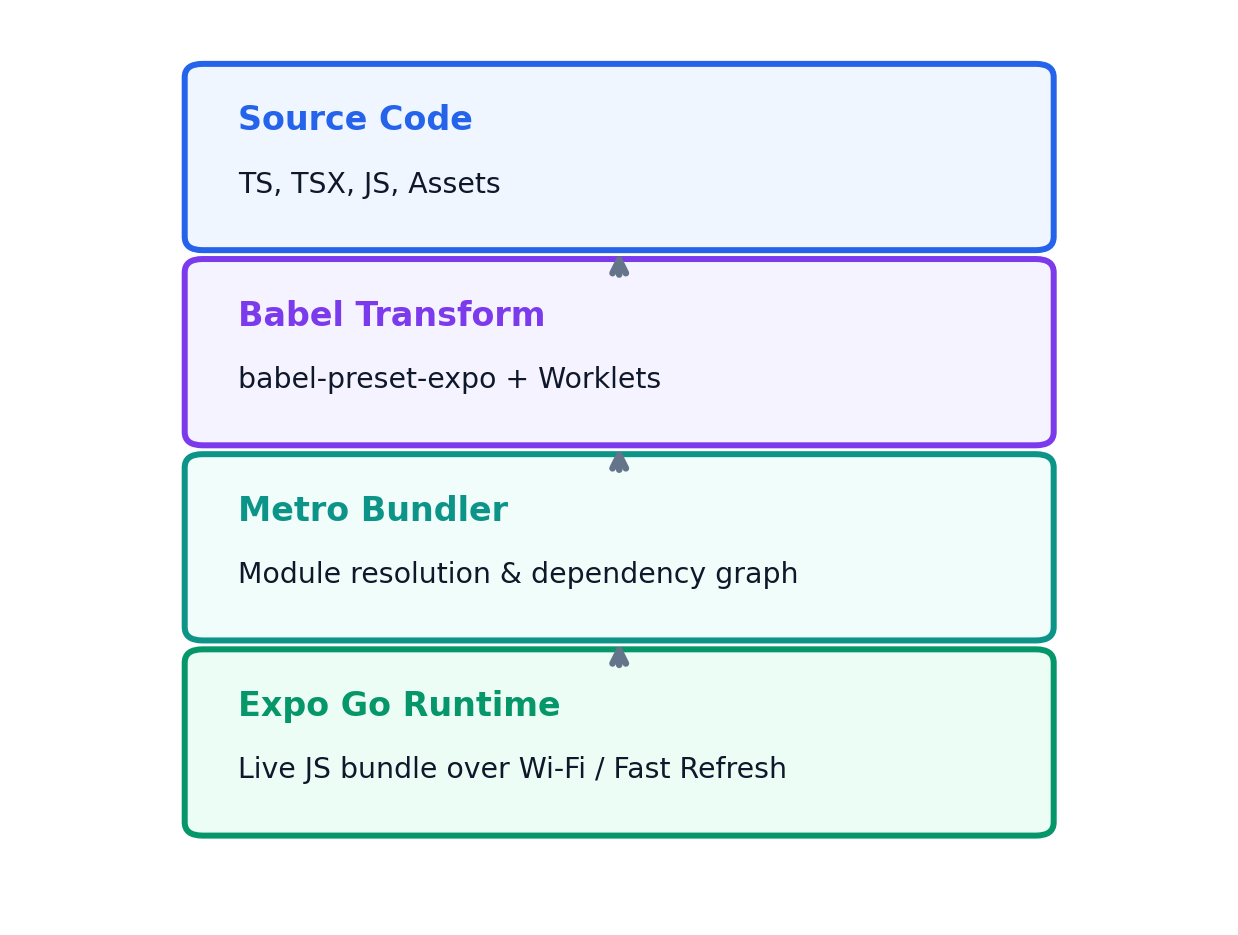 Source Code
TS, TSX, JS, Assets
Babel Transform
babel-preset-expo + Worklets
Metro Bundler
Module resolution & dependency graph
Expo Go Runtime
Live JS bundle over Wi-Fi / Fast Refresh